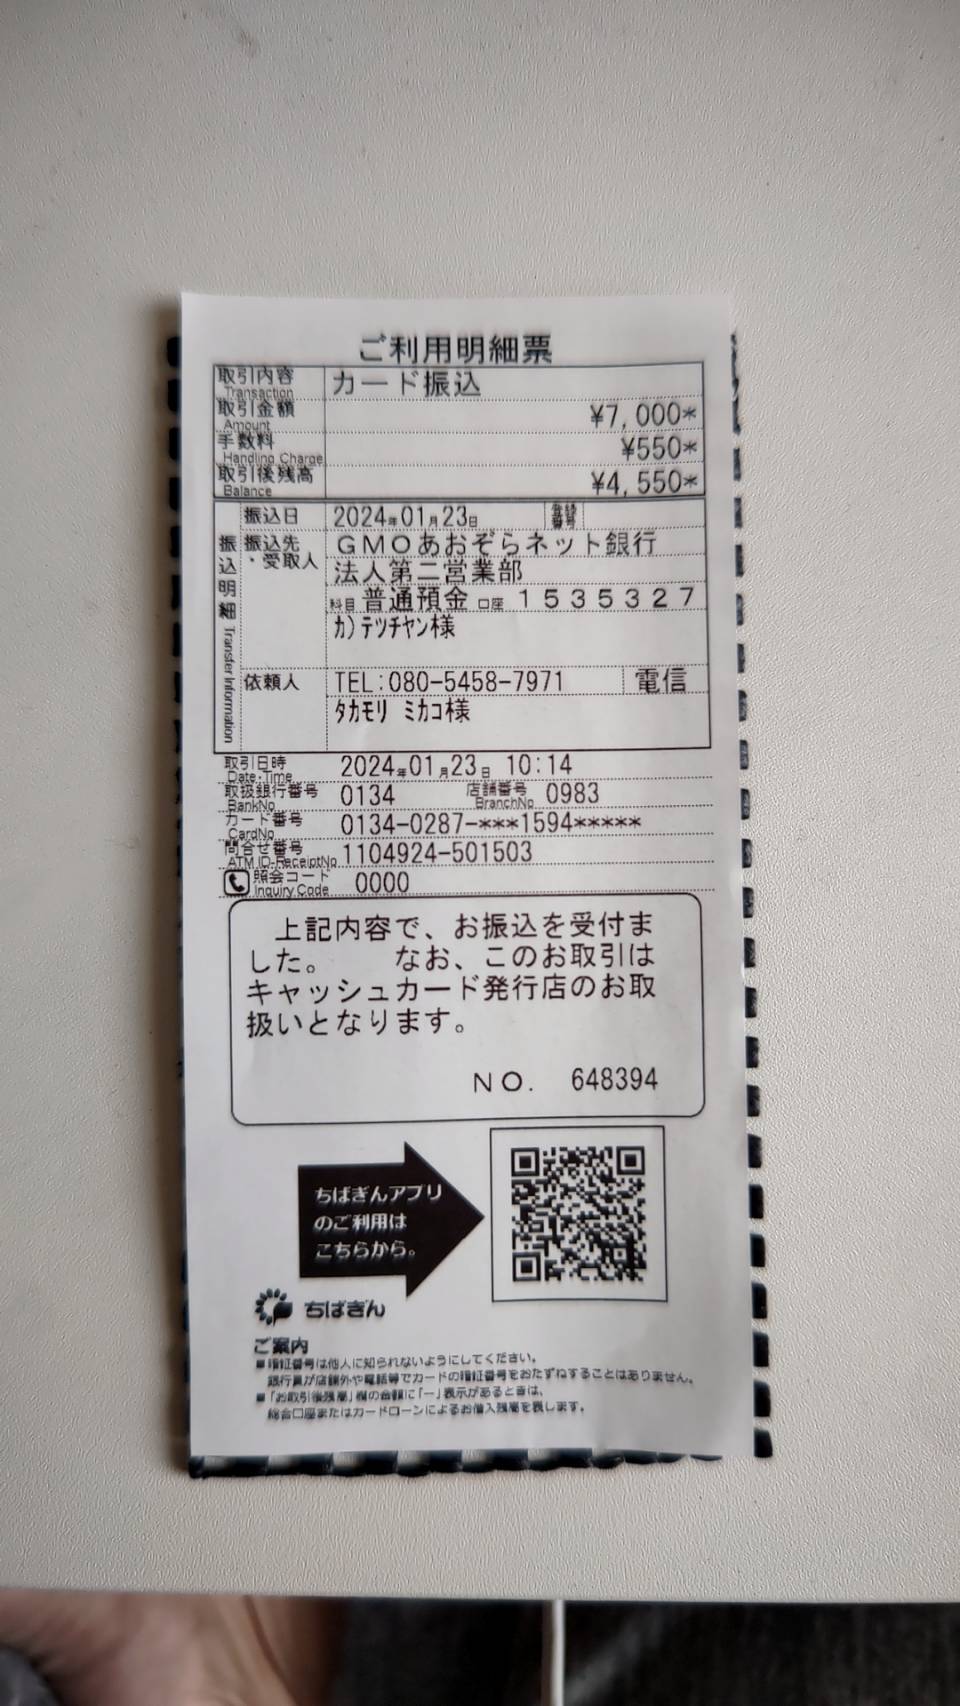 ご利用明細票
取引内容 カード振込
Transaction
取引金額 ¥7,000*
Amount
手数料 ¥550*
Handling Charge
取引後残高 ¥4,550*
Balance
振込明細 Transfer Information
振込日 2024年01月23日 登録番号
振込先・受取人 GMOあおぞらネット銀行
法人第二営業部
科目 普通預金 口座 1535327
カ)テツチヤン様
依頼人 TEL:080-5458-7971 電信
タカモリ ミカコ様
取引日時 2024年01月23日 10:14
Date・Time
取扱銀行番号 0134 店舗番号 0983
BankNo BranchNo
カード番号 0134-0287-***1594*****
CardNo
問合せ番号 1104924-501503
ATM ID-ReceiptNo
照会コード 0000
Inquiry Code
上記内容で、お振込を受付ま
した。 なお、このお取引は
キャッシュカード発行店のお取
扱いとなります。
NO. 648394
ちばぎんアプリ
のご利用は
こちらから。
ちばぎん
ご案内
■暗証番号は他人に知られないようにしてください。
銀行員が店舗外や電話等でカードの暗証番号をおたずねすることはありません。
■「お取引後残高」欄の金額に「－」表示があるときは、
総合口座またはカードローンによるお借入残高を表します。